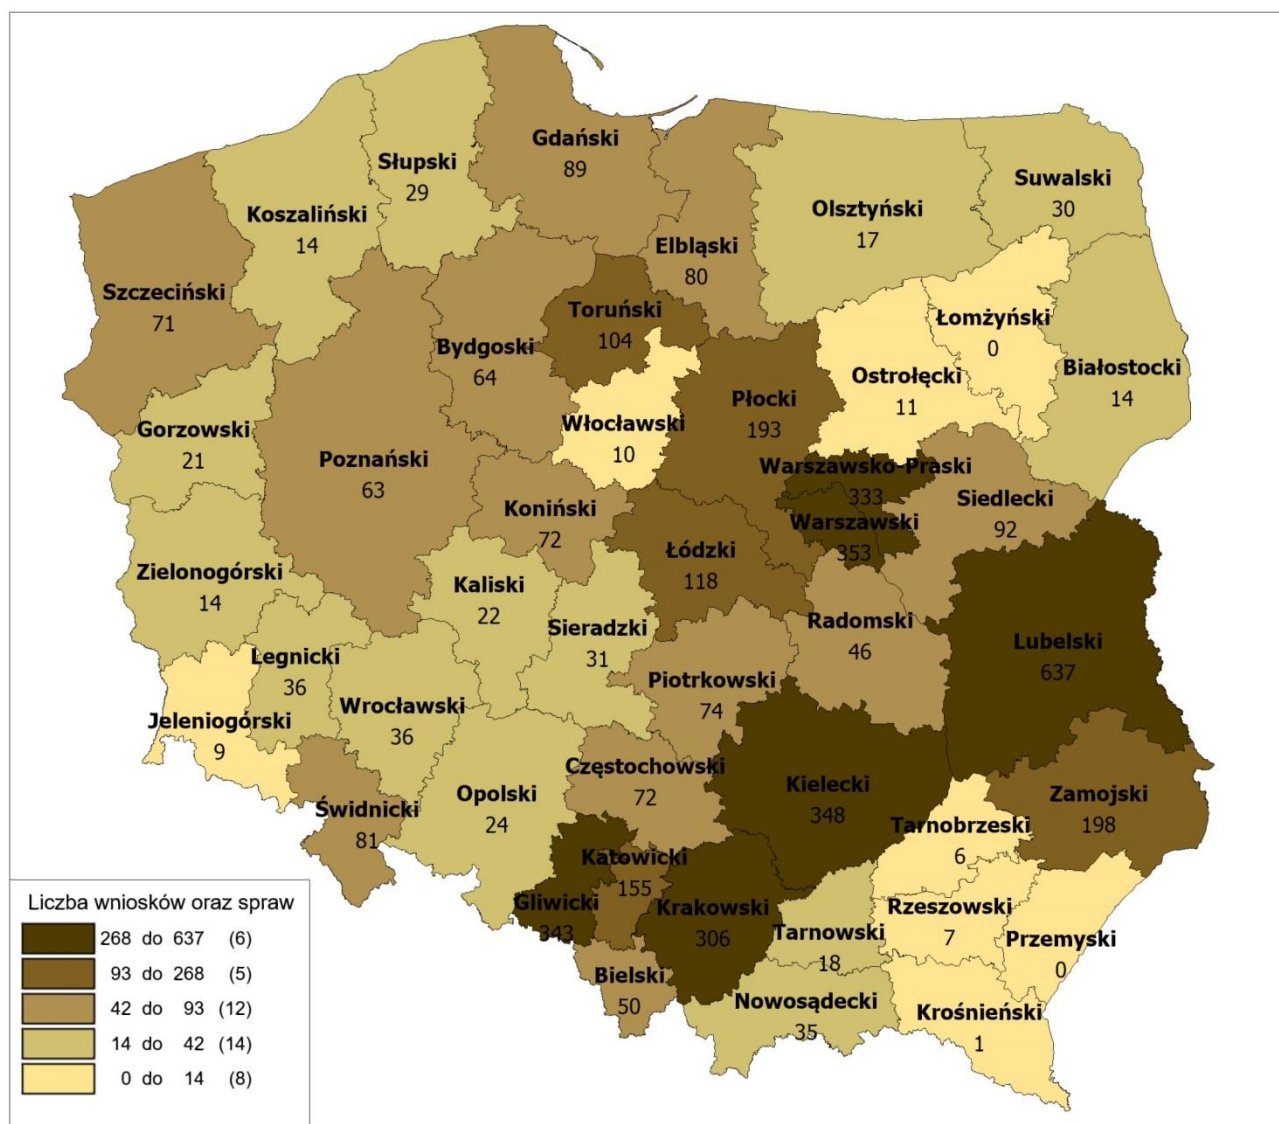 Gdański
89
Słupski
29
Suwalski
30
Koszaliński
14
Olsztyński
17
Elbląski
80
Szczeciński
71
Toruński
104
Łomżyński
0
Bydgoski
64
Białostocki
14
Ostrołęcki
11
Płocki
193
Włocławski
10
Gorzowski
21
Poznański
63
Warszawsko-Praski
333
Siedlecki
92
Koniński
72
Warszawski
353
Łódzki
118
Zielonogórski
14
Kaliski
22
Radomski
46
Sieradzki
31
Lubelski
637
Legnicki
36
Piotrkowski
74
Wrocławski
36
Jeleniogórski
9
Częstochowski
72
Kielecki
348
Opolski
24
Zamojski
198
Świdnicki
81
Tarnobrzeski
6
Katowicki
155
Gliwicki
343
Krakowski
306
Rzeszowski
7
Tarnowski
18
Przemyski
0
Bielski
50
Nowosądecki
35
Krośnieński
1
Liczba wniosków oraz spraw
268 do 637 (6)
93 do 268 (5)
42 do 93 (12)
14 do 42 (14)
0 do 14 (8)